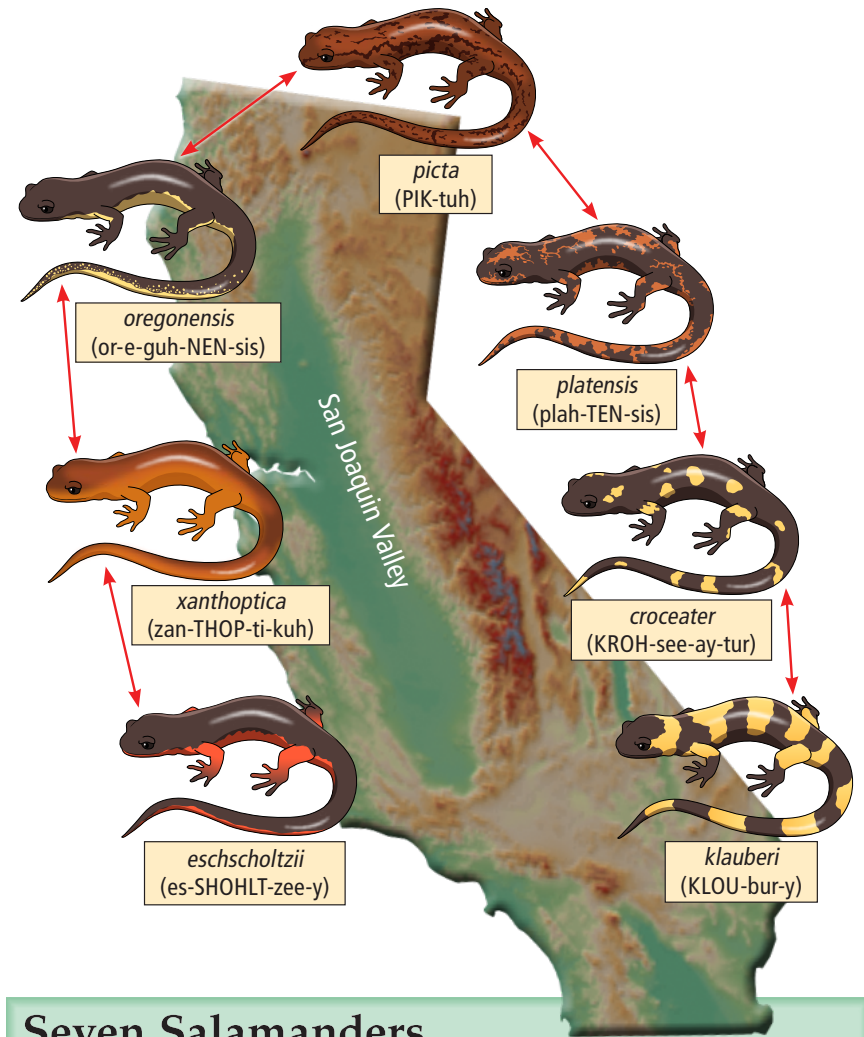 picta
(PIK-tuh)
oregonensis
(or-e-guh-NEN-sis)
platensis
(plah-TEN-sis)
San Joaquin Valley
xanthoptica
(zan-THOP-ti-kuh)
croceater
(KROH-see-ay-tur)
eschscholtzii
(es-SHOHLT-zee-y)
klauberi
(KLOU-bur-y)
Seven Salamanders